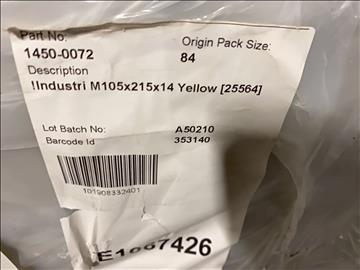 Part No: Origin Pack Size:
1450-0072 84
Description
!Industri M105x215x14 Yellow [25564]
Lot Batch No: A50210
Barcode Id 353140
101908332401